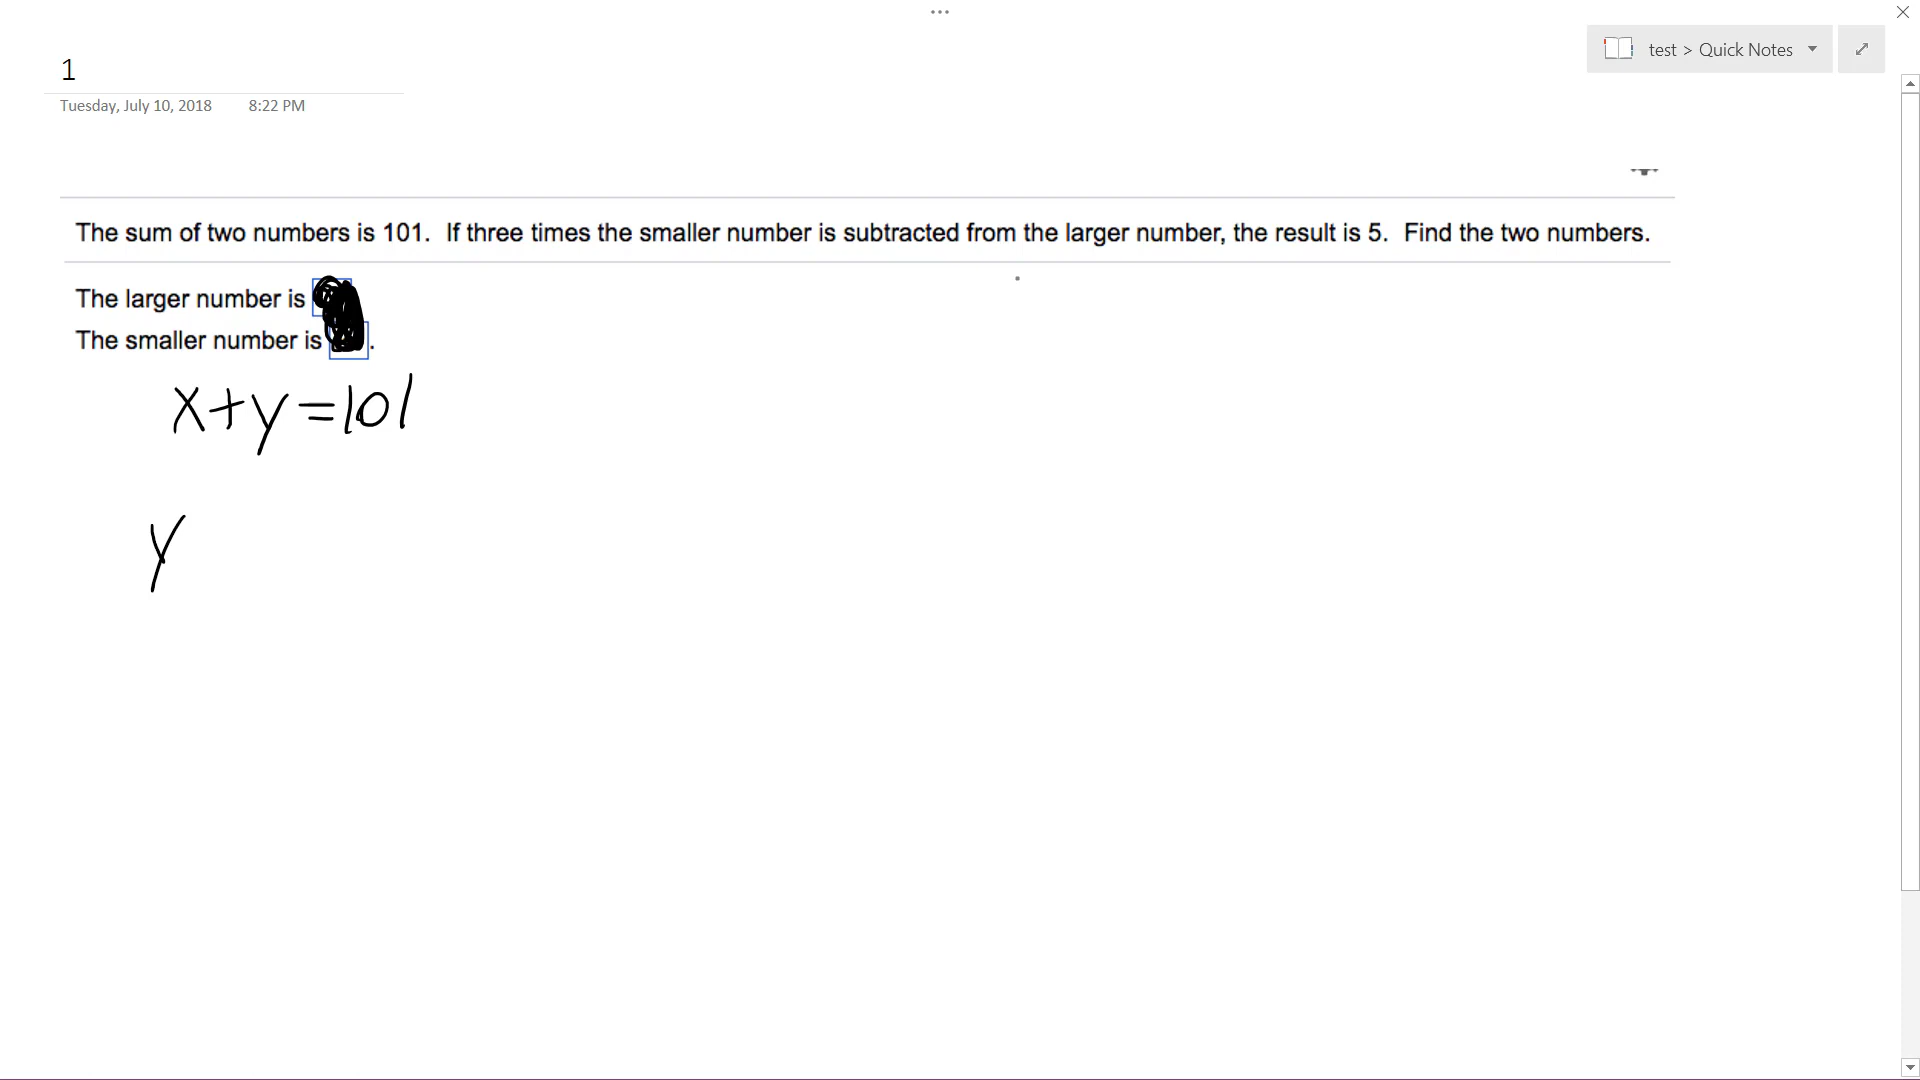 ...
test > Quick Notes
1
Tuesday, July 10, 2018 8:22 PM
The sum of two numbers is 101. If three times the smaller number is subtracted from the larger number, the result is 5. Find the two numbers.
The larger number is
The smaller number is .
x+y=101
y